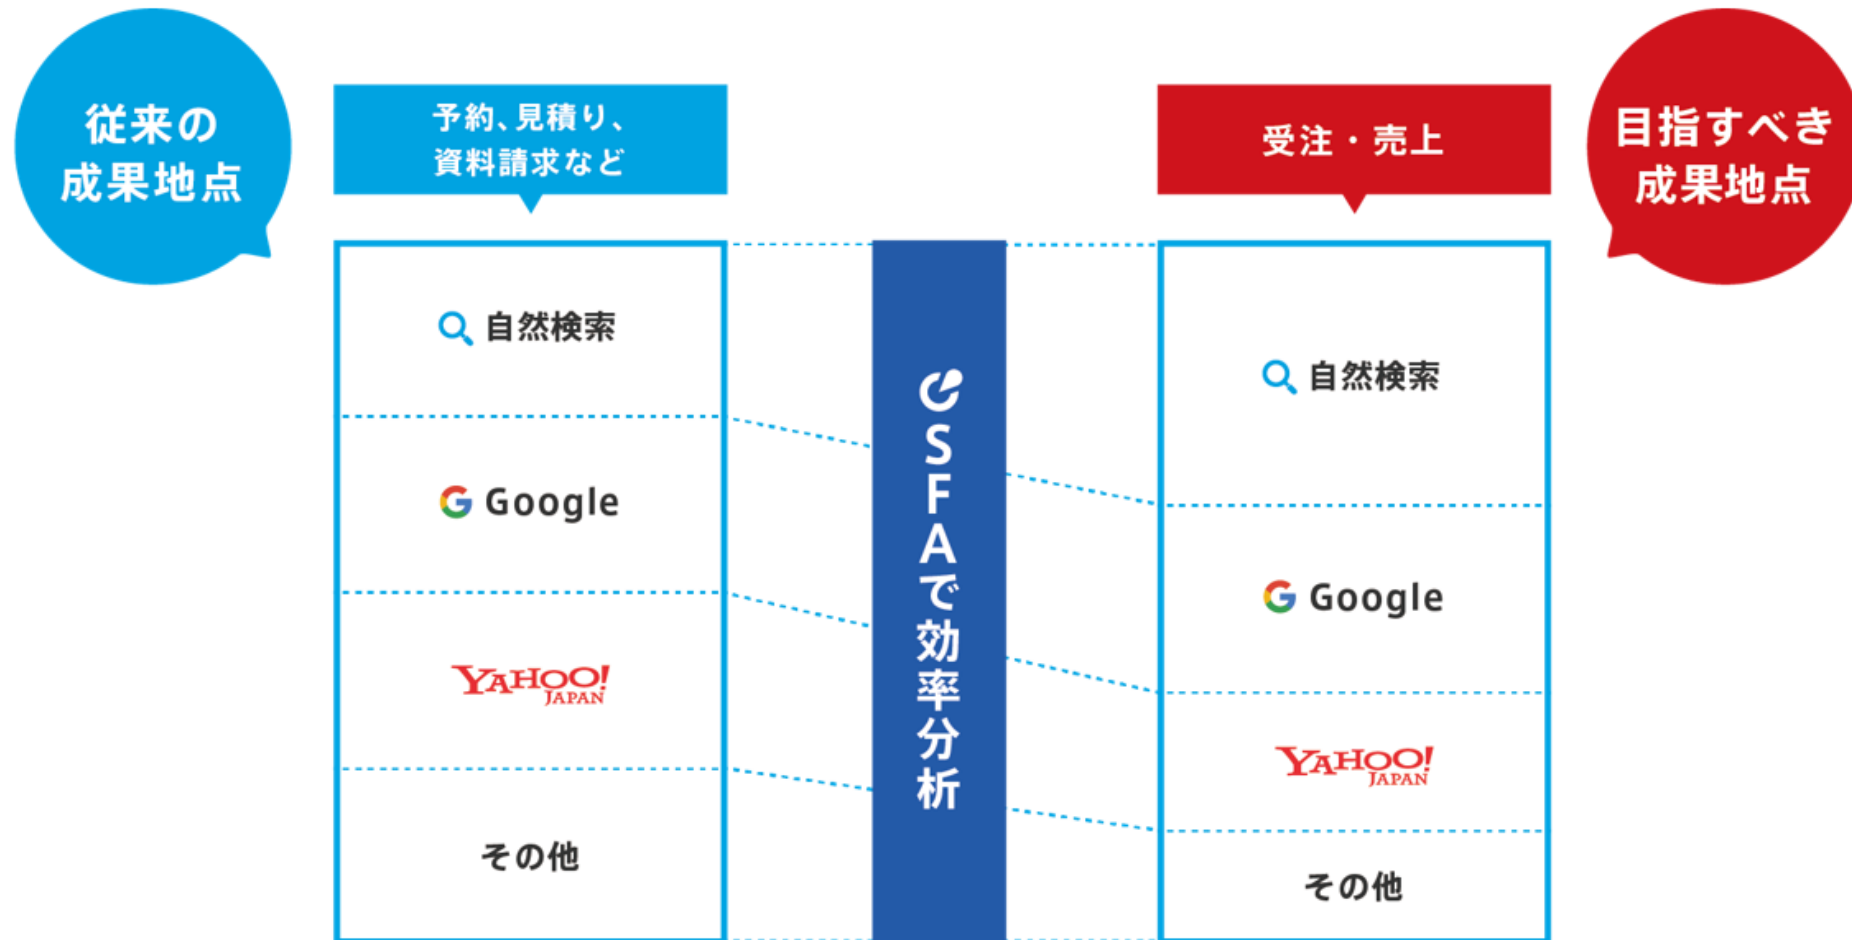 従来の
成果地点
予約、見積り、
資料請求など
受注・売上
目指すべき
成果地点
自然検索
Google
YAHOO!
JAPAN
その他
SFAで効率分析
自然検索
Google
YAHOO!
JAPAN
その他